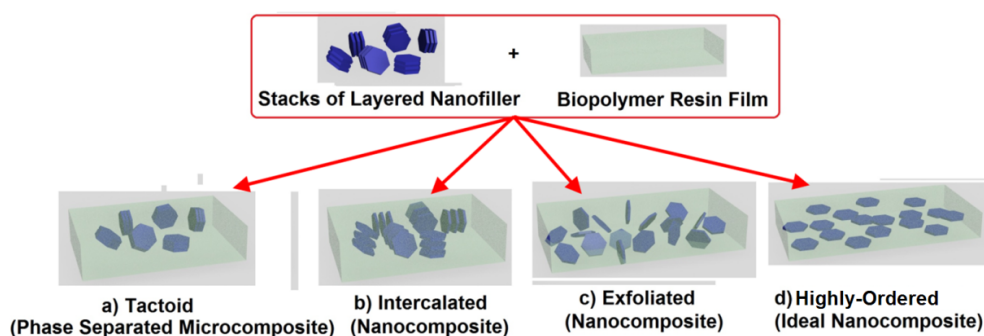 +
Stacks of Layered Nanofiller
Biopolymer Resin Film
a) Tactoid
(Phase Separated Microcomposite)
b) Intercalated
(Nanocomposite)
c) Exfoliated
(Nanocomposite)
d) Highly-Ordered
(Ideal Nanocomposite)